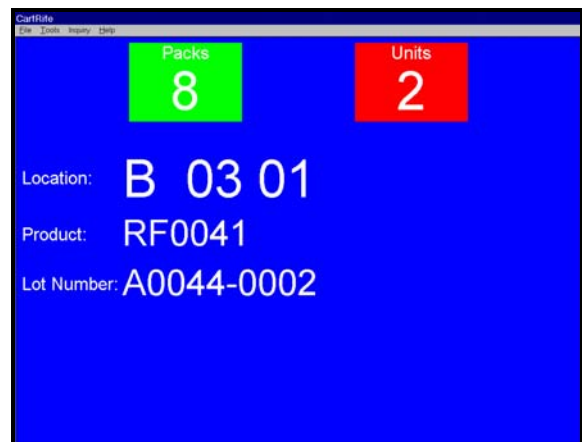 CartRite
File Tools Inquiry Help
Packs Units
8 2
Location: B 03 01
Product: RF0041
Lot Number: A0044-0002